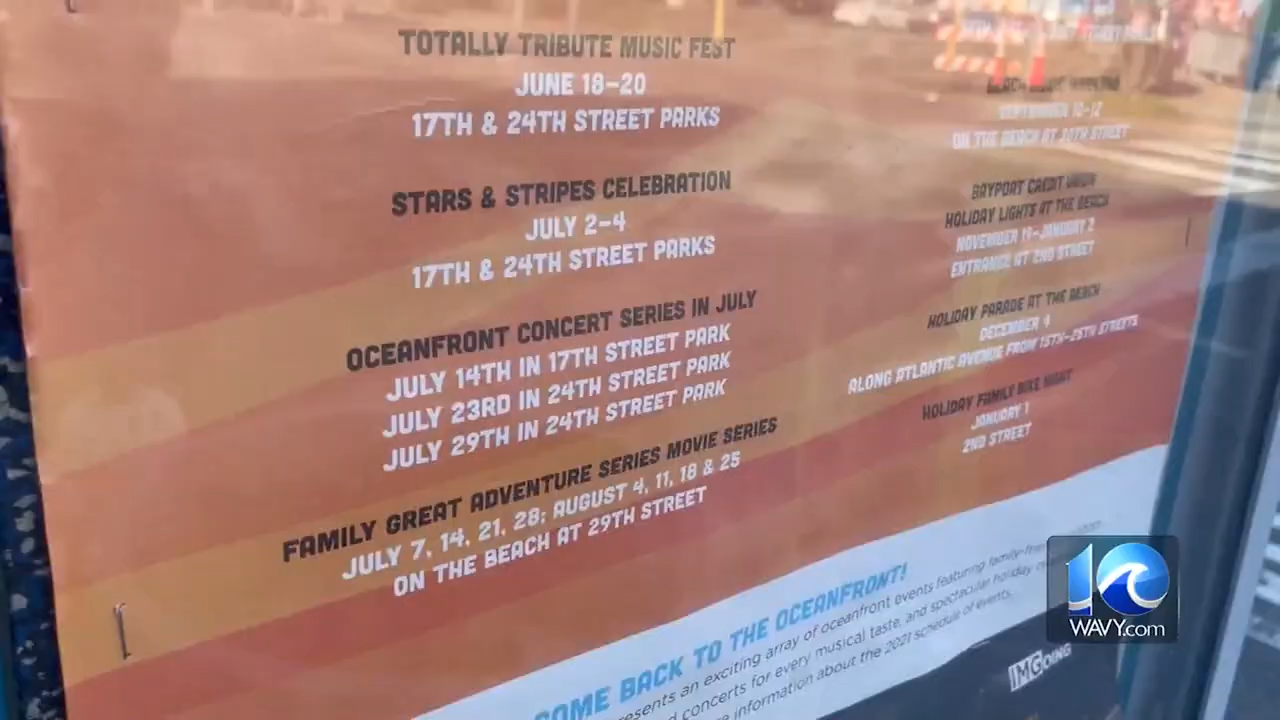 TOTALLY TRIBUTE MUSIC FEST
JUNE 18-20
17TH & 24TH STREET PARKS
STARS & STRIPES CELEBRATION
JULY 2-4
17TH & 24TH STREET PARKS
OCEANFRONT CONCERT SERIES IN JULY
JULY 14TH IN 17TH STREET PARK
JULY 23RD IN 24TH STREET PARK
JULY 29TH IN 24TH STREET PARK
FAMILY GREAT ADVENTURE SERIES MOVIE SERIES
JULY 7, 14, 21, 28; AUGUST 4, 11, 18 & 25
ON THE BEACH AT 29TH STREET
SEPTEMBER 10-12
ON THE BEACH AT 30TH STREET
BAYPORT CREDIT UNION
HOLIDAY LIGHTS AT THE BEACH
NOVEMBER 19-JANUARY 2
ENTRANCE AT 2ND STREET
HOLIDAY PARADE AT THE BEACH
DECEMBER 4
ALONG ATLANTIC AVENUE FROM 15TH-25TH STREETS
HOLIDAY FAMILY BIKE NIGHT
JANUARY 1
2ND STREET
OME BACK TO THE OCEANFRONT!
esents an exciting array of oceanfront events featuring family-frie
d concerts for every musical taste, and spectacular holiday
e information about the 2021 schedule of events.
IMGOING
10
WAVY.com